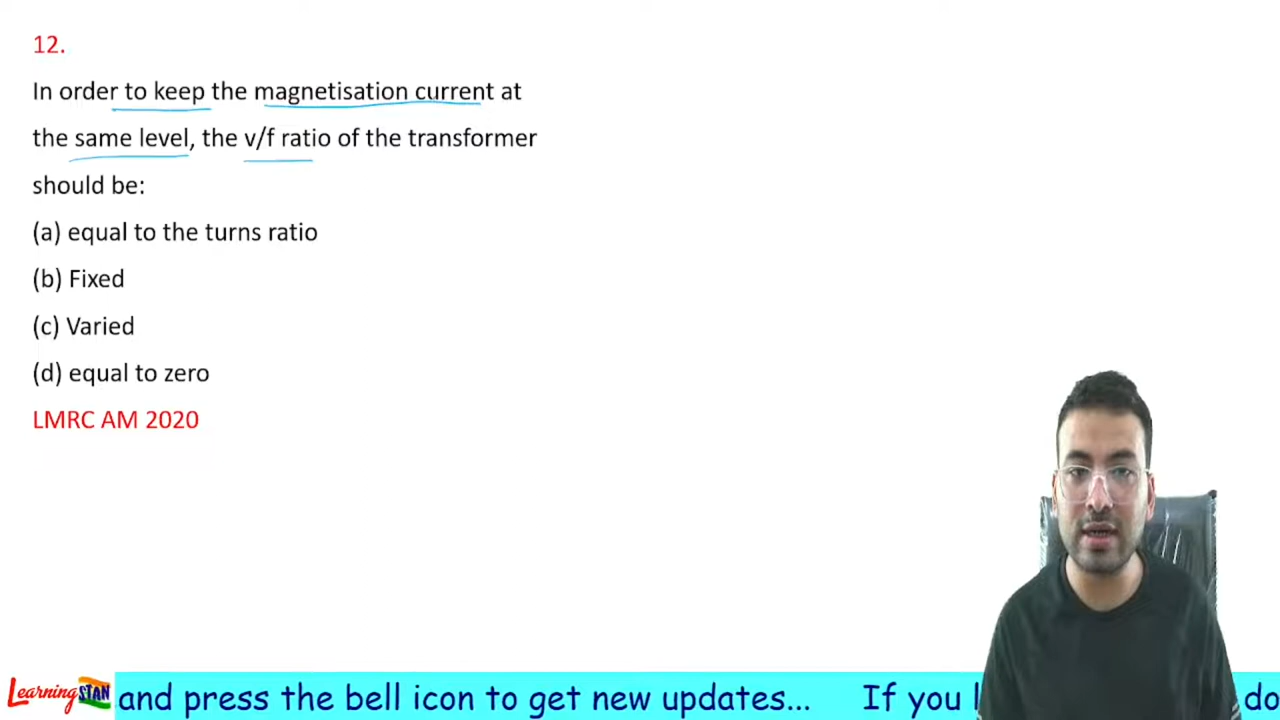 12.
In order to keep the magnetisation current at
the same level, the v/f ratio of the transformer
should be:
(a) equal to the turns ratio
(b) Fixed
(c) Varied
(d) equal to zero
LMRC AM 2020
LearningSTAN and press the bell icon to get new updates... If you do